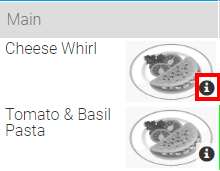 Main
Cheese Whirl
Tomato & Basil
Pasta